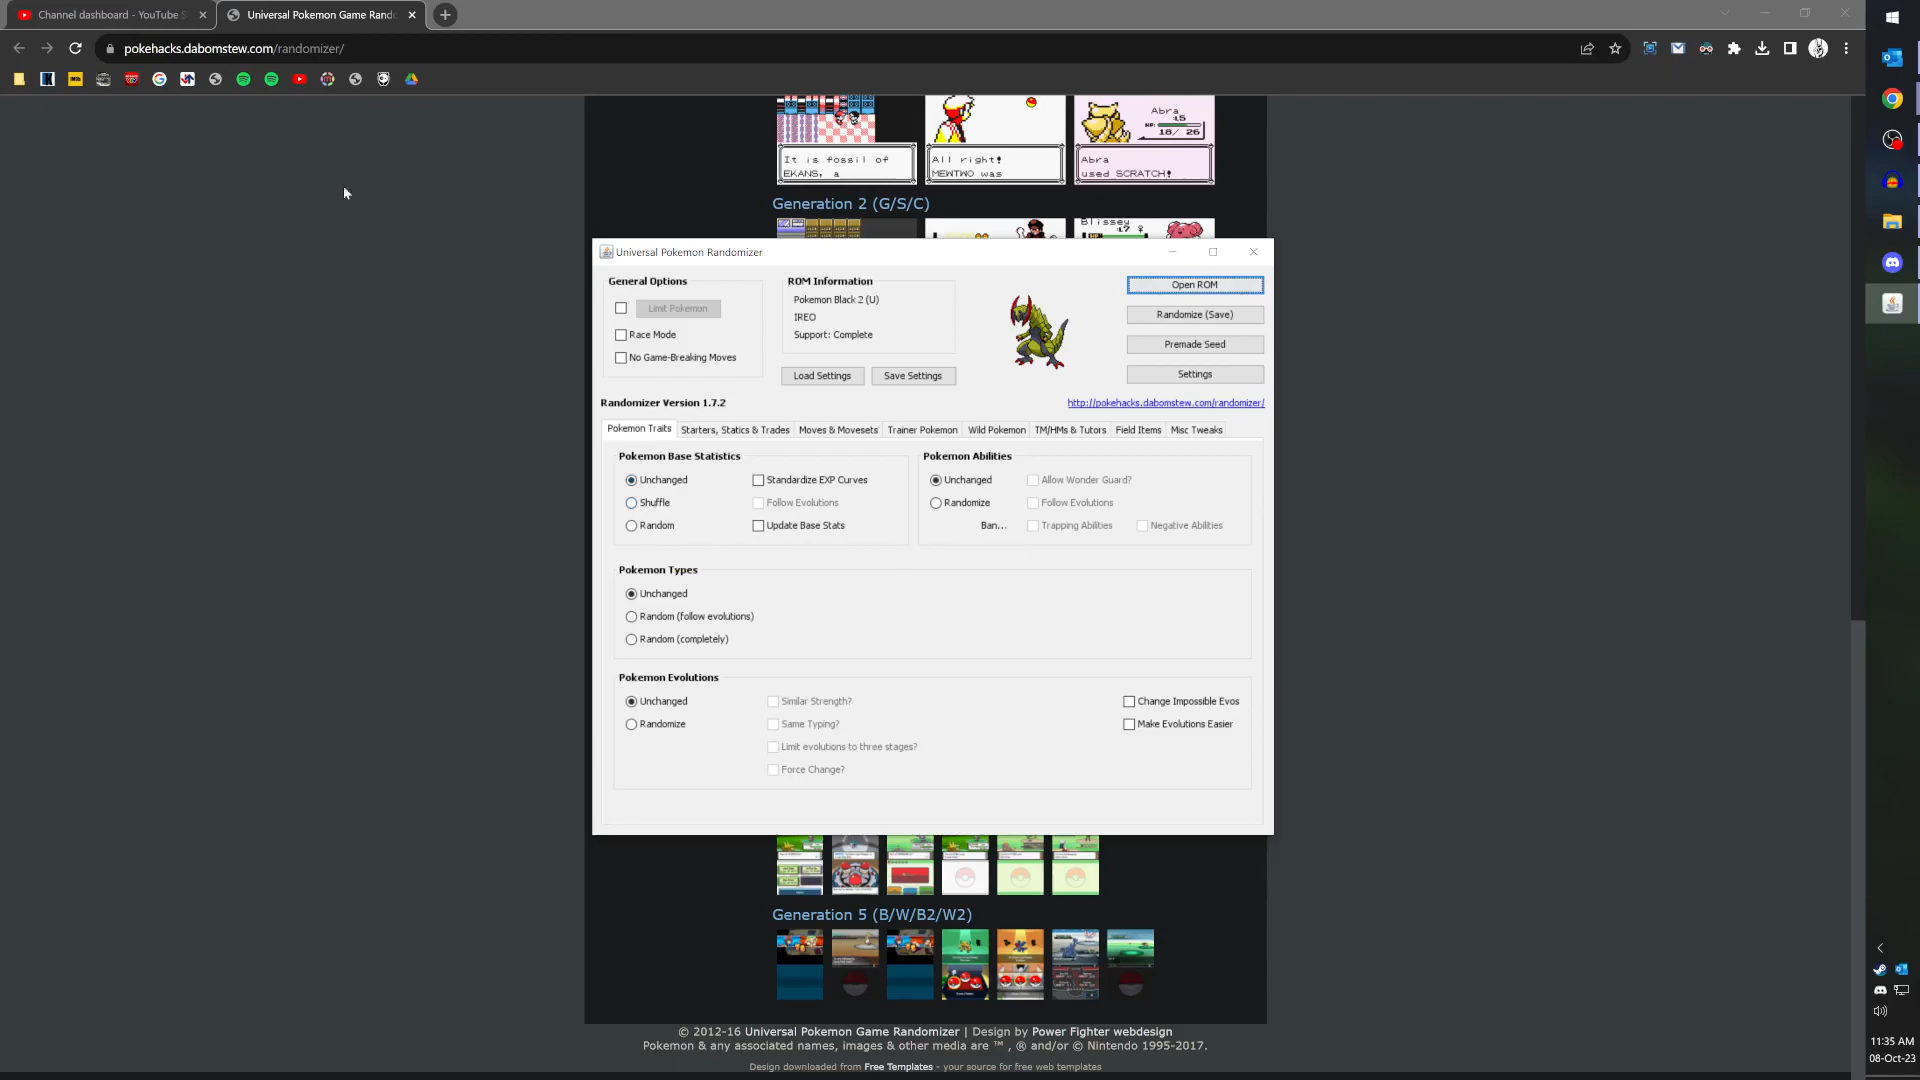 Channel dashboard - YouTube S
Universal Pokemon Game Rando
pokehacks.dabomstew.com/randomizer/
It is fossil of
EKANS, a
All right!
MEWTWO was
Abra
:L5
HP:
18/ 26
Abra
used SCRATCH!
Generation 2 (G/S/C)
Blissey
:L7 ♀
Universal Pokemon Randomizer
General Options
Limit Pokemon
Race Mode
No Game-Breaking Moves
ROM Information
Pokemon Black 2 (U)
IREO
Support: Complete
Load Settings
Save Settings
Open ROM
Randomize (Save)
Premade Seed
Settings
Randomizer Version 1.7.2
http://pokehacks.dabomstew.com/randomizer/
Pokemon Traits
Starters, Statics & Trades
Moves & Movesets
Trainer Pokemon
Wild Pokemon
TM/HMs & Tutors
Field Items
Misc Tweaks
Pokemon Base Statistics
Unchanged
Standardize EXP Curves
Shuffle
Follow Evolutions
Random
Update Base Stats
Pokemon Abilities
Unchanged
Allow Wonder Guard?
Randomize
Follow Evolutions
Ban...
Trapping Abilities
Negative Abilities
Pokemon Types
Unchanged
Random (follow evolutions)
Random (completely)
Pokemon Evolutions
Unchanged
Similar Strength?
Change Impossible Evos
Randomize
Same Typing?
Make Evolutions Easier
Limit evolutions to three stages?
Force Change?
Generation 5 (B/W/B2/W2)
© 2012-16 Universal Pokemon Game Randomizer | Design by Power Fighter webdesign
Pokemon & any associated names, images & other media are ™ , ® and/or © Nintendo 1995-2017.
Design downloaded from Free Templates - your source for free web templates
11:35 AM
08-Oct-23